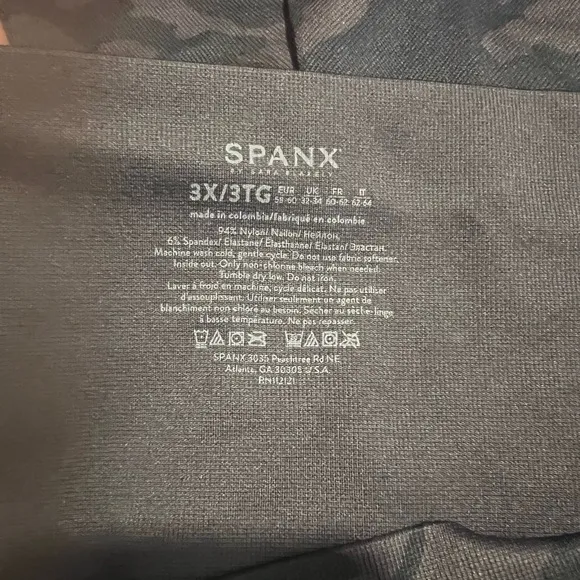 SPANX
BY SARA BLAKELY
3X/3TG EUR UK FR IT
58-60 32-34 60-62 62-64
made in colombia/fabriqué en colombie
94% Nylon/ Nailon/ Нейлон,
6% Spandex/ Elastane/ Elasthanne/ Elastan/ Эластан.
Machine wash cold, gentle cycle. Do not use fabric softener.
Inside out. Only non-chlorine bleach when needed.
Tumble dry low. Do not iron.
Laver à froid en machine, cycle délicat. Ne pas utiliser
d'assouplissant. Utiliser seulement un agent de
blanchiment non chloré au besoin. Sécher au sèche-linge
à basse température. Ne pas repasser.
SPANX 3035 Peachtree Rd NE
Atlanta, GA 30305 U.S.A.
RN112121